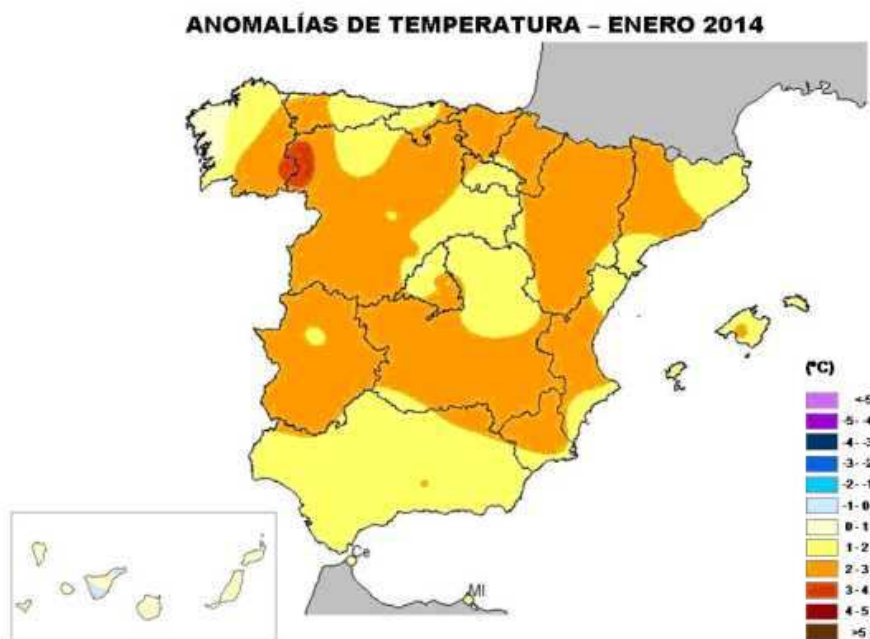 ANOMALÍAS DE TEMPERATURA – ENERO 2014
(ºC)
<-5
-5 - -4
-4 - -3
-3 - -2
-2 - -1
-1 - 0
0 - 1
1 - 2
2 - 3
3 - 4
4 - 5
>5
Ce
Ml